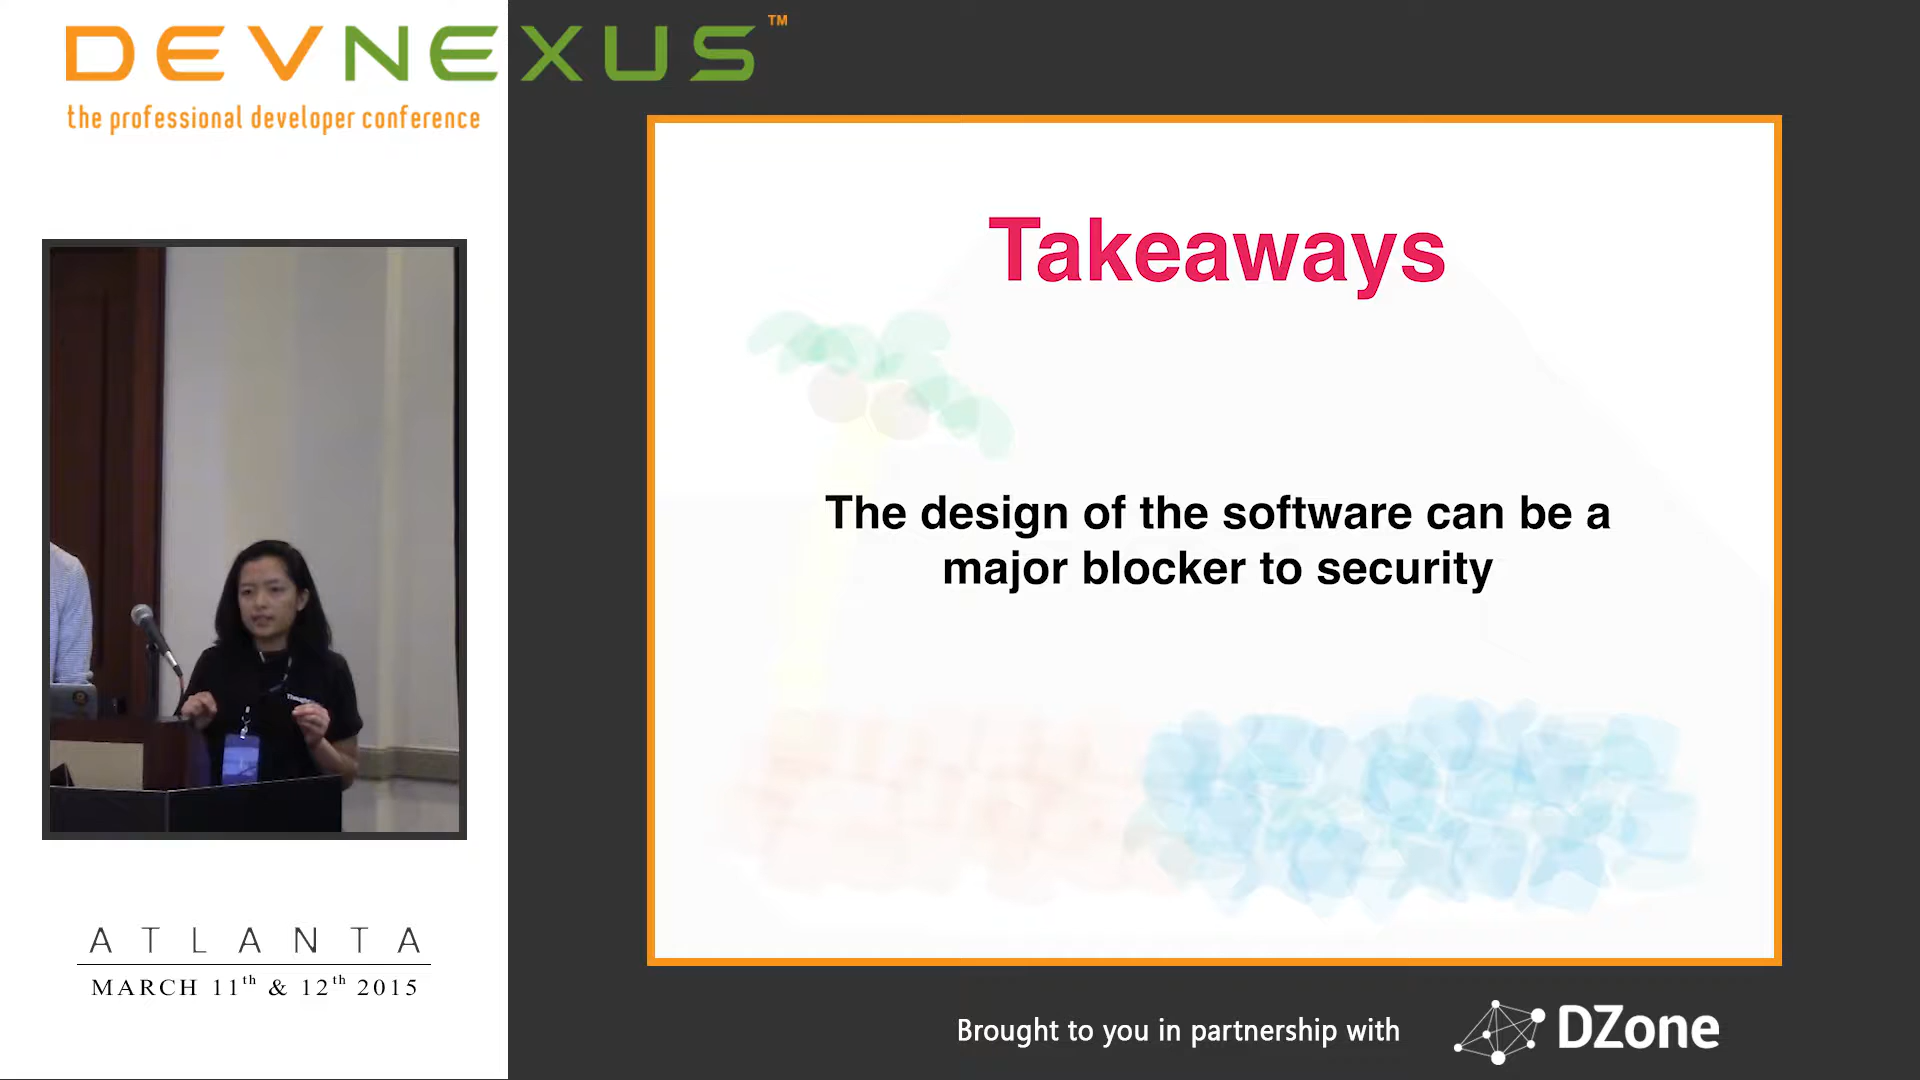 DEVNEXUS™
the professional developer conference
Takeaways
The design of the software can be a
major blocker to security
ATLANTA
MARCH 11th & 12th 2015
Brought to you in partnership with
DZone